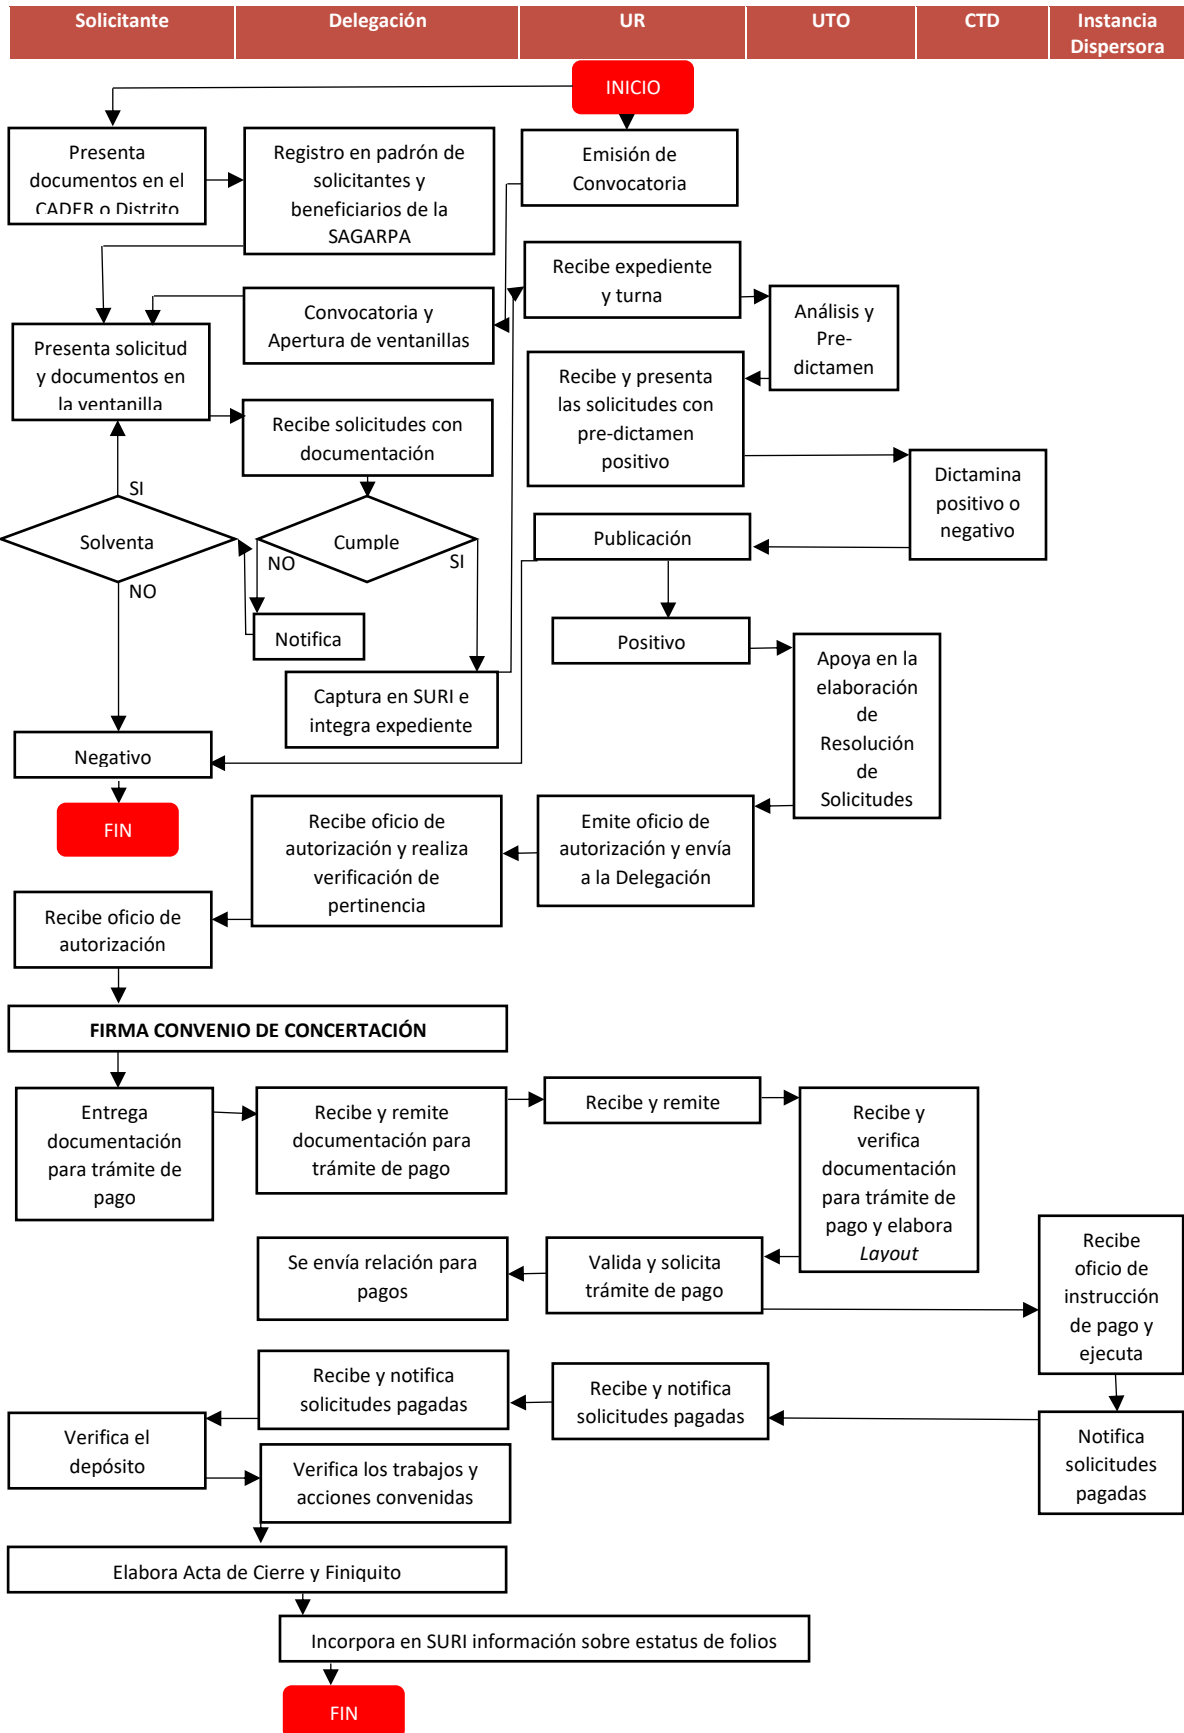 Solicitante
Delegación
UR
UTO
CTD
Instancia
Dispersora
INICIO
Presenta
documentos en el
CADER o Distrito
Registro en padrón de
solicitantes y
beneficiarios de la
SAGARPA
Emisión de
Convocatoria
Recibe expediente
y turna
Convocatoria y
Apertura de ventanillas
Análisis y
Pre-
dictamen
Presenta solicitud
y documentos en
la ventanilla
Recibe y presenta
las solicitudes con
pre-dictamen
positivo
Recibe solicitudes con
documentación
Dictamina
positivo o
negativo
SI
Solventa
NO
Cumple
NO
SI
Publicación
Notifica
Positivo
Apoya en la
elaboración
de
Resolución
de
Solicitudes
Captura en SURI e
integra expediente
Negativo
FIN
Recibe oficio de
autorización y realiza
verificación de
pertinencia
Emite oficio de
autorización y envía
a la Delegación
Recibe oficio de
autorización
FIRMA CONVENIO DE CONCERTACIÓN
Entrega
documentación
para trámite de
pago
Recibe y remite
documentación para
trámite de pago
Recibe y remite
Recibe y
verifica
documentación
para trámite de
pago y elabora
Layout
Se envía relación para
pagos
Valida y solicita
trámite de pago
Recibe
oficio de
instrucción
de pago y
ejecuta
Recibe y notifica
solicitudes pagadas
Recibe y notifica
solicitudes pagadas
Verifica el
depósito
Notifica
solicitudes
pagadas
Verifica los trabajos y
acciones convenidas
Elabora Acta de Cierre y Finiquito
Incorpora en SURI información sobre estatus de folios
FIN